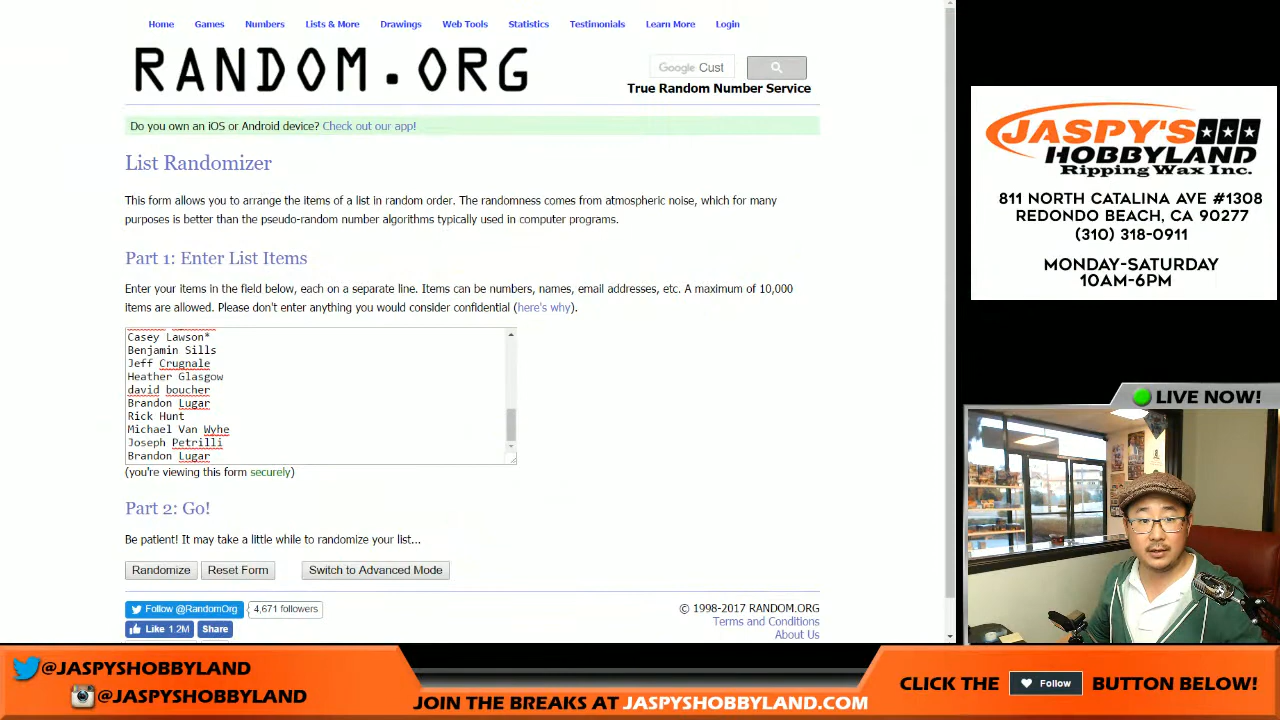 Home Games Numbers Lists & More Drawings Web Tools Statistics Testimonials Learn More Login
RANDOM.ORG
Google Cust
True Random Number Service
Do you own an iOS or Android device? Check out our app!
List Randomizer
This form allows you to arrange the items of a list in random order. The randomness comes from atmospheric noise, which for many
purposes is better than the pseudo-random number algorithms typically used in computer programs.
Part 1: Enter List Items
Enter your items in the field below, each on a separate line. Items can be numbers, names, email addresses, etc. A maximum of 10,000
items are allowed. Please don't enter anything you would consider confidential (here's why).
Casey Lawson*
Benjamin Sills
Jeff Crugnale
Heather Glasgow
david boucher
Brandon Lugar
Rick Hunt
Michael Van Wyhe
Joseph Petrilli
Brandon Lugar
(you're viewing this form securely)
Part 2: Go!
Be patient! It may take a little while to randomize your list...
Randomize Reset Form Switch to Advanced Mode
Follow @RandomOrg 4,671 followers
Like 1.2M Share
© 1998-2017 RANDOM.ORG
Terms and Conditions
About Us
JASPY'S
HOBBYLAND
Ripping Wax Inc.
811 NORTH CATALINA AVE #1308
REDONDO BEACH, CA 90277
(310) 318-0911
MONDAY-SATURDAY
10AM-6PM
LIVE NOW!
@JASPYSHOBBYLAND
@JASPYSHOBBYLAND
JOIN THE BREAKS AT JASPYSHOBBYLAND.COM
CLICK THE Follow BUTTON BELOW!